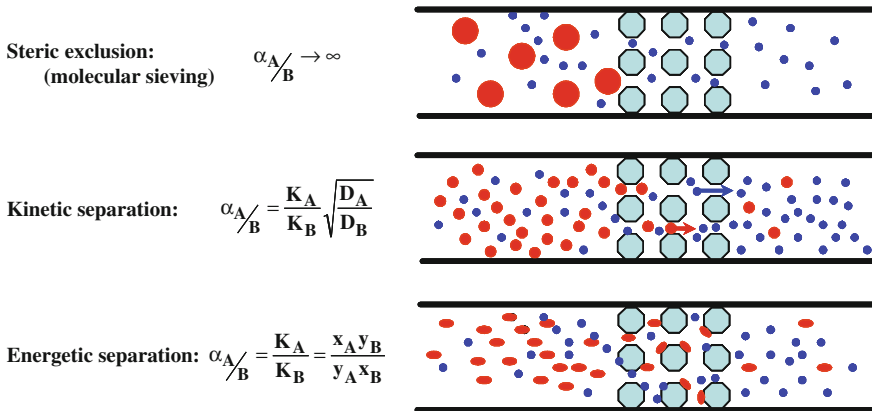 Steric exclusion: α A/B → ∞
(molecular sieving)
Kinetic separation: α A/B = K_A/K_B √(D_A/D_B)
Energetic separation: α A/B = K_A/K_B = x_A y_B / y_A x_B